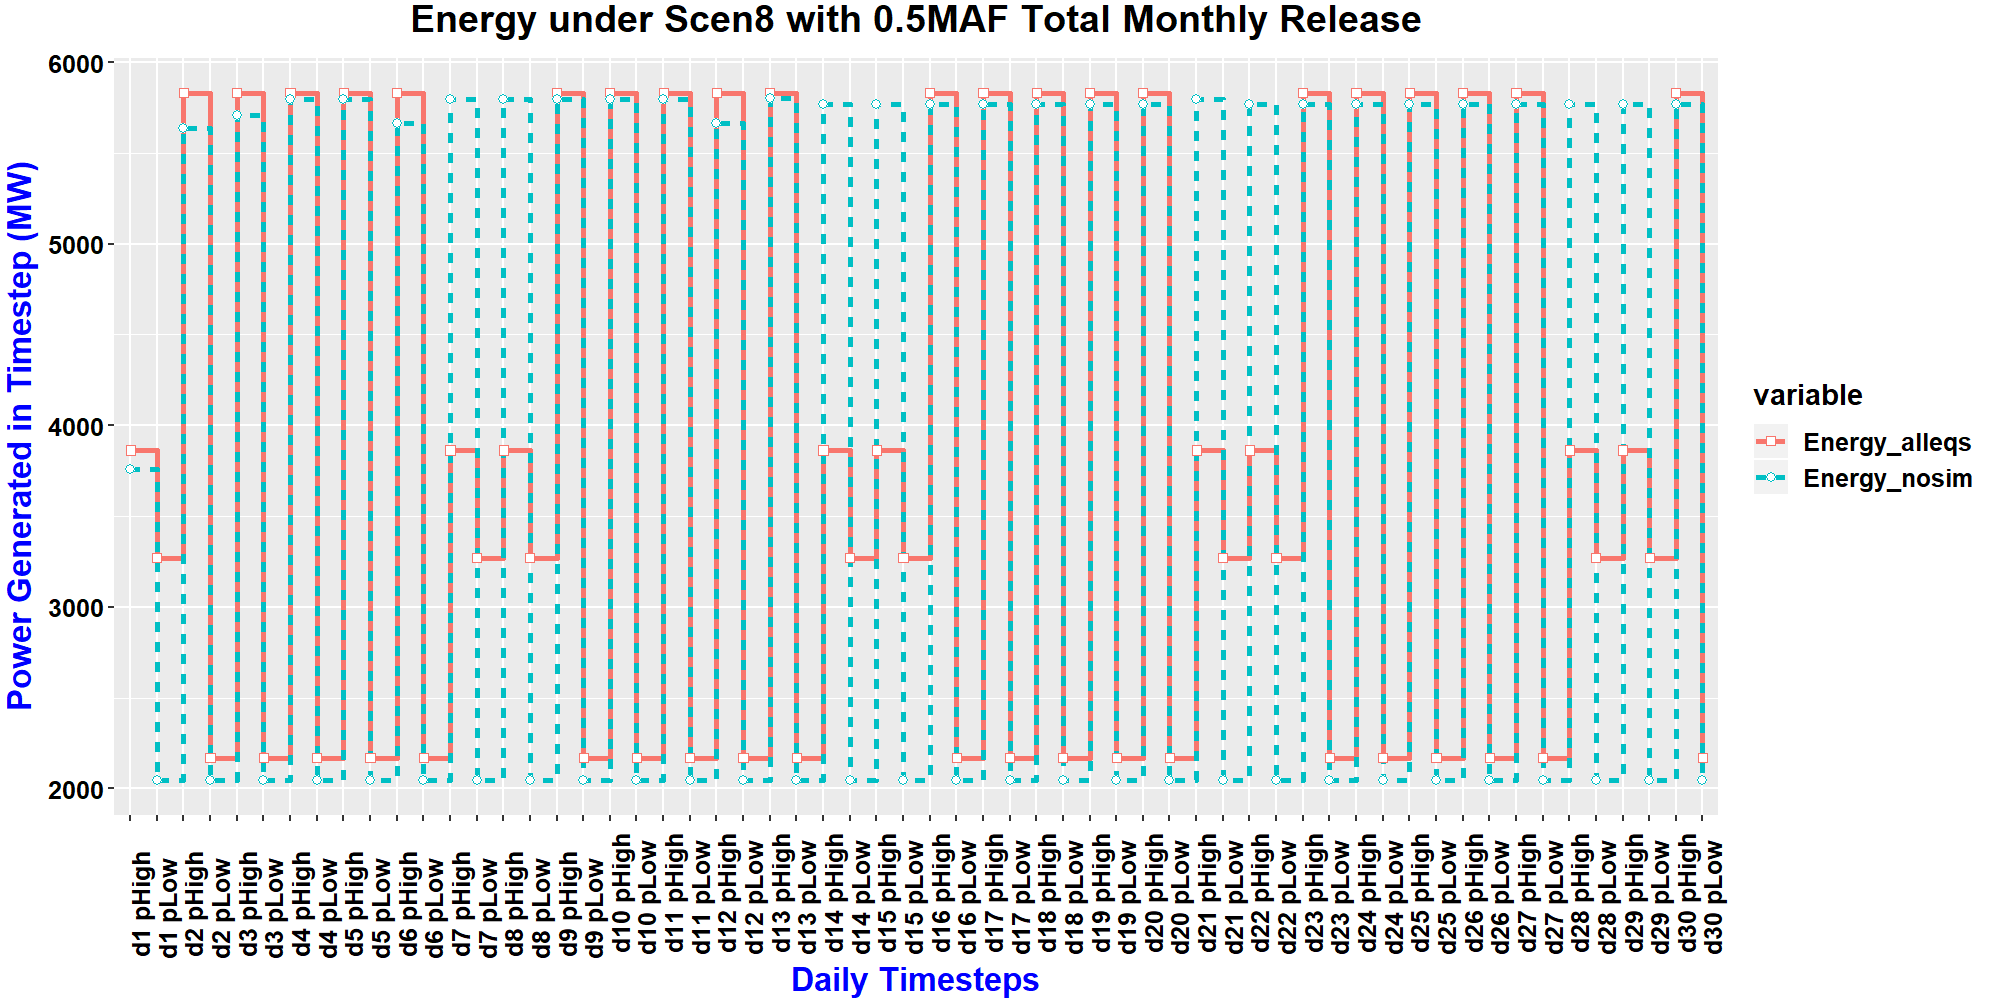 Energy under Scen8 with 0.5MAF Total Monthly Release
Power Generated in Timestep (MW)
6000
5000
4000
3000
2000
d1 pHigh
d1 pLow
d2 pHigh
d2 pLow
d3 pHigh
d3 pLow
d4 pHigh
d4 pLow
d5 pHigh
d5 pLow
d6 pHigh
d6 pLow
d7 pHigh
d7 pLow
d8 pHigh
d8 pLow
d9 pHigh
d9 pLow
d10 pHigh
d10 pLow
d11 pHigh
d11 pLow
d12 pHigh
d12 pLow
d13 pHigh
d13 pLow
d14 pHigh
d14 pLow
d15 pHigh
d15 pLow
d16 pHigh
d16 pLow
d17 pHigh
d17 pLow
d18 pHigh
d18 pLow
d19 pHigh
d19 pLow
d20 pHigh
d20 pLow
d21 pHigh
d21 pLow
d22 pHigh
d22 pLow
d23 pHigh
d23 pLow
d24 pHigh
d24 pLow
d25 pHigh
d25 pLow
d26 pHigh
d26 pLow
d27 pHigh
d27 pLow
d28 pHigh
d28 pLow
d29 pHigh
d29 pLow
d30 pHigh
d30 pLow
Daily Timesteps
variable
Energy_alleqs
Energy_nosim